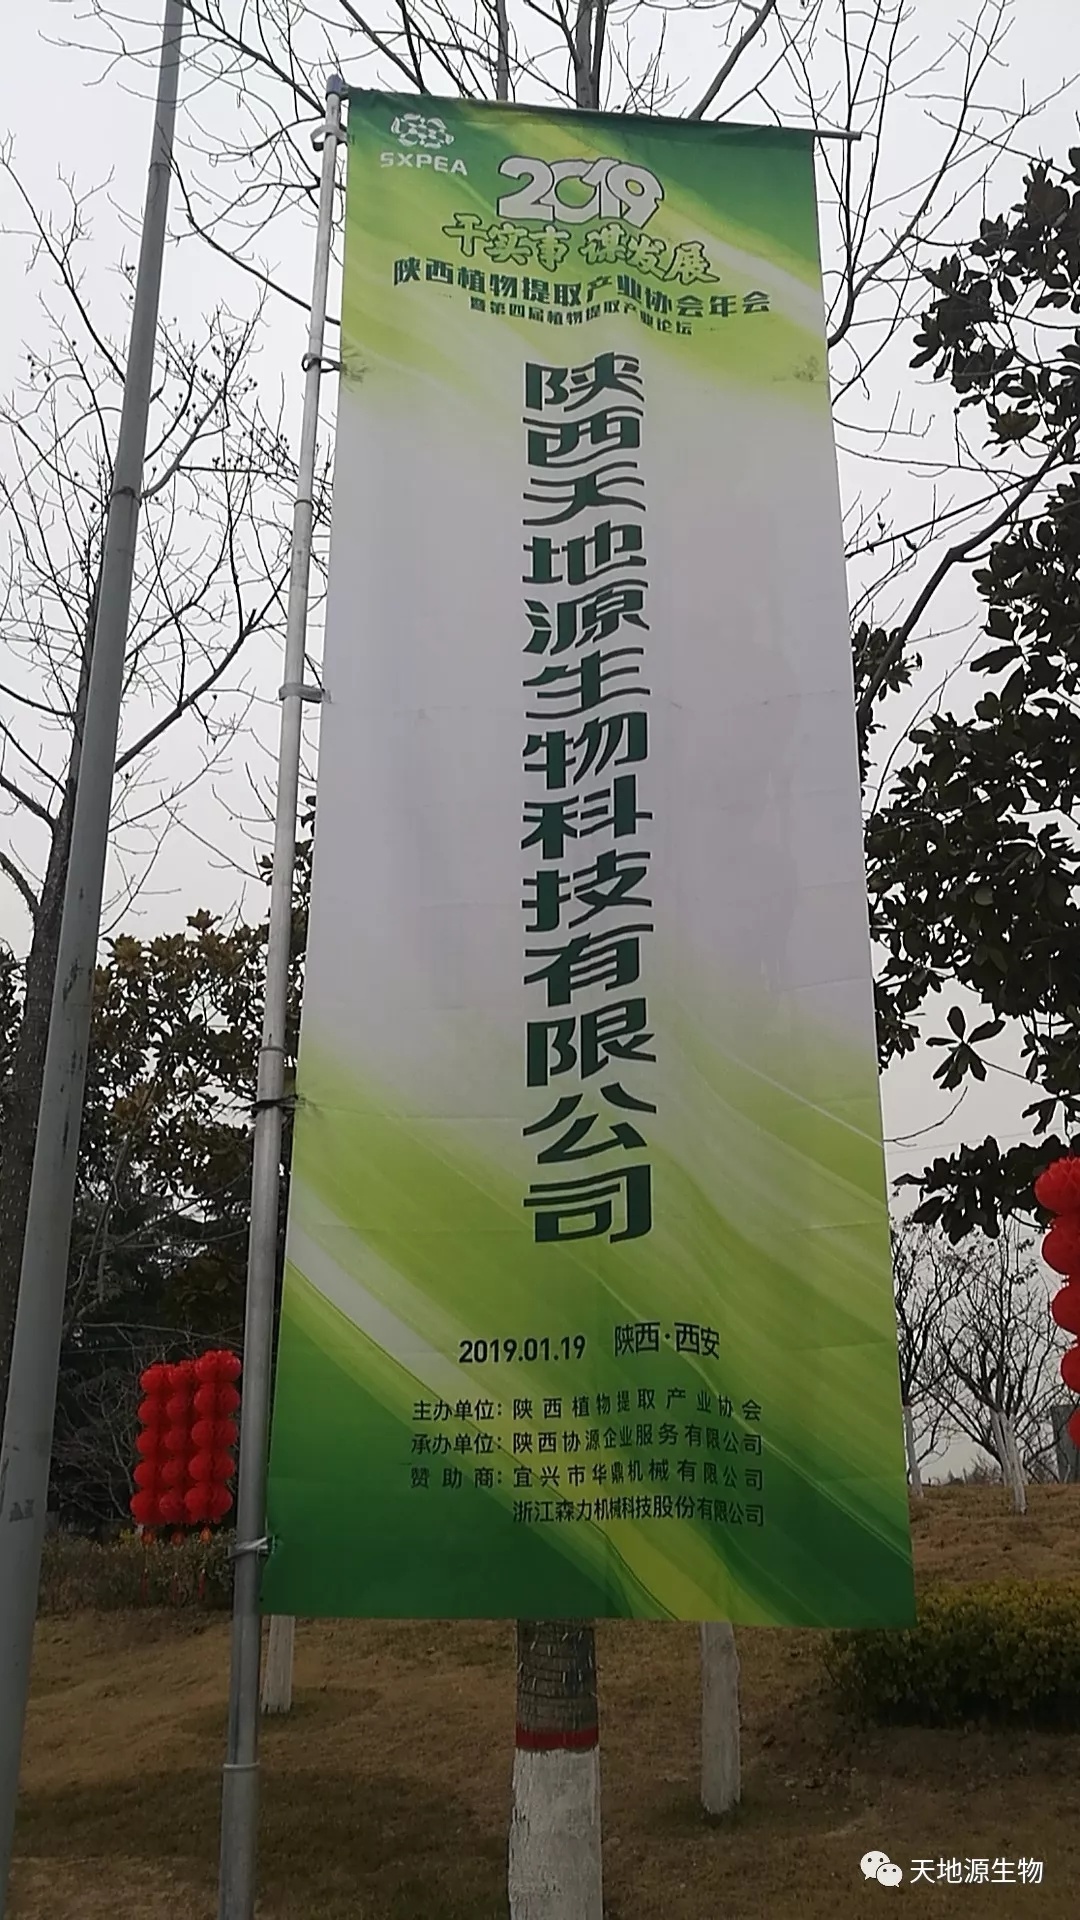 SXPEA
2019
干实事 谋发展
陕西植物提取产业协会年会
暨第四届植物提取产业论坛
陕西天地源生物科技有限公司
2019.01.19 陕西·西安
主办单位：陕西植物提取产业协会
承办单位：陕西协源企业服务有限公司
赞助商：宜兴市华鼎机械有限公司
浙江森力机械科技股份有限公司
天地源生物